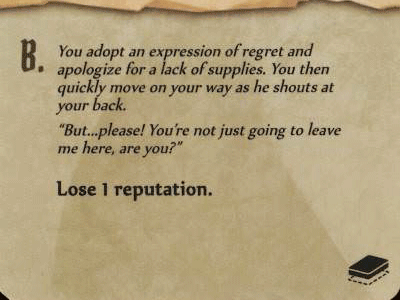 B. You adopt an expression of regret and
apologize for a lack of supplies. You then
quickly move on your way as he shouts at
your back.
“But...please! You’re not just going to leave
me here, are you?”
Lose 1 reputation.